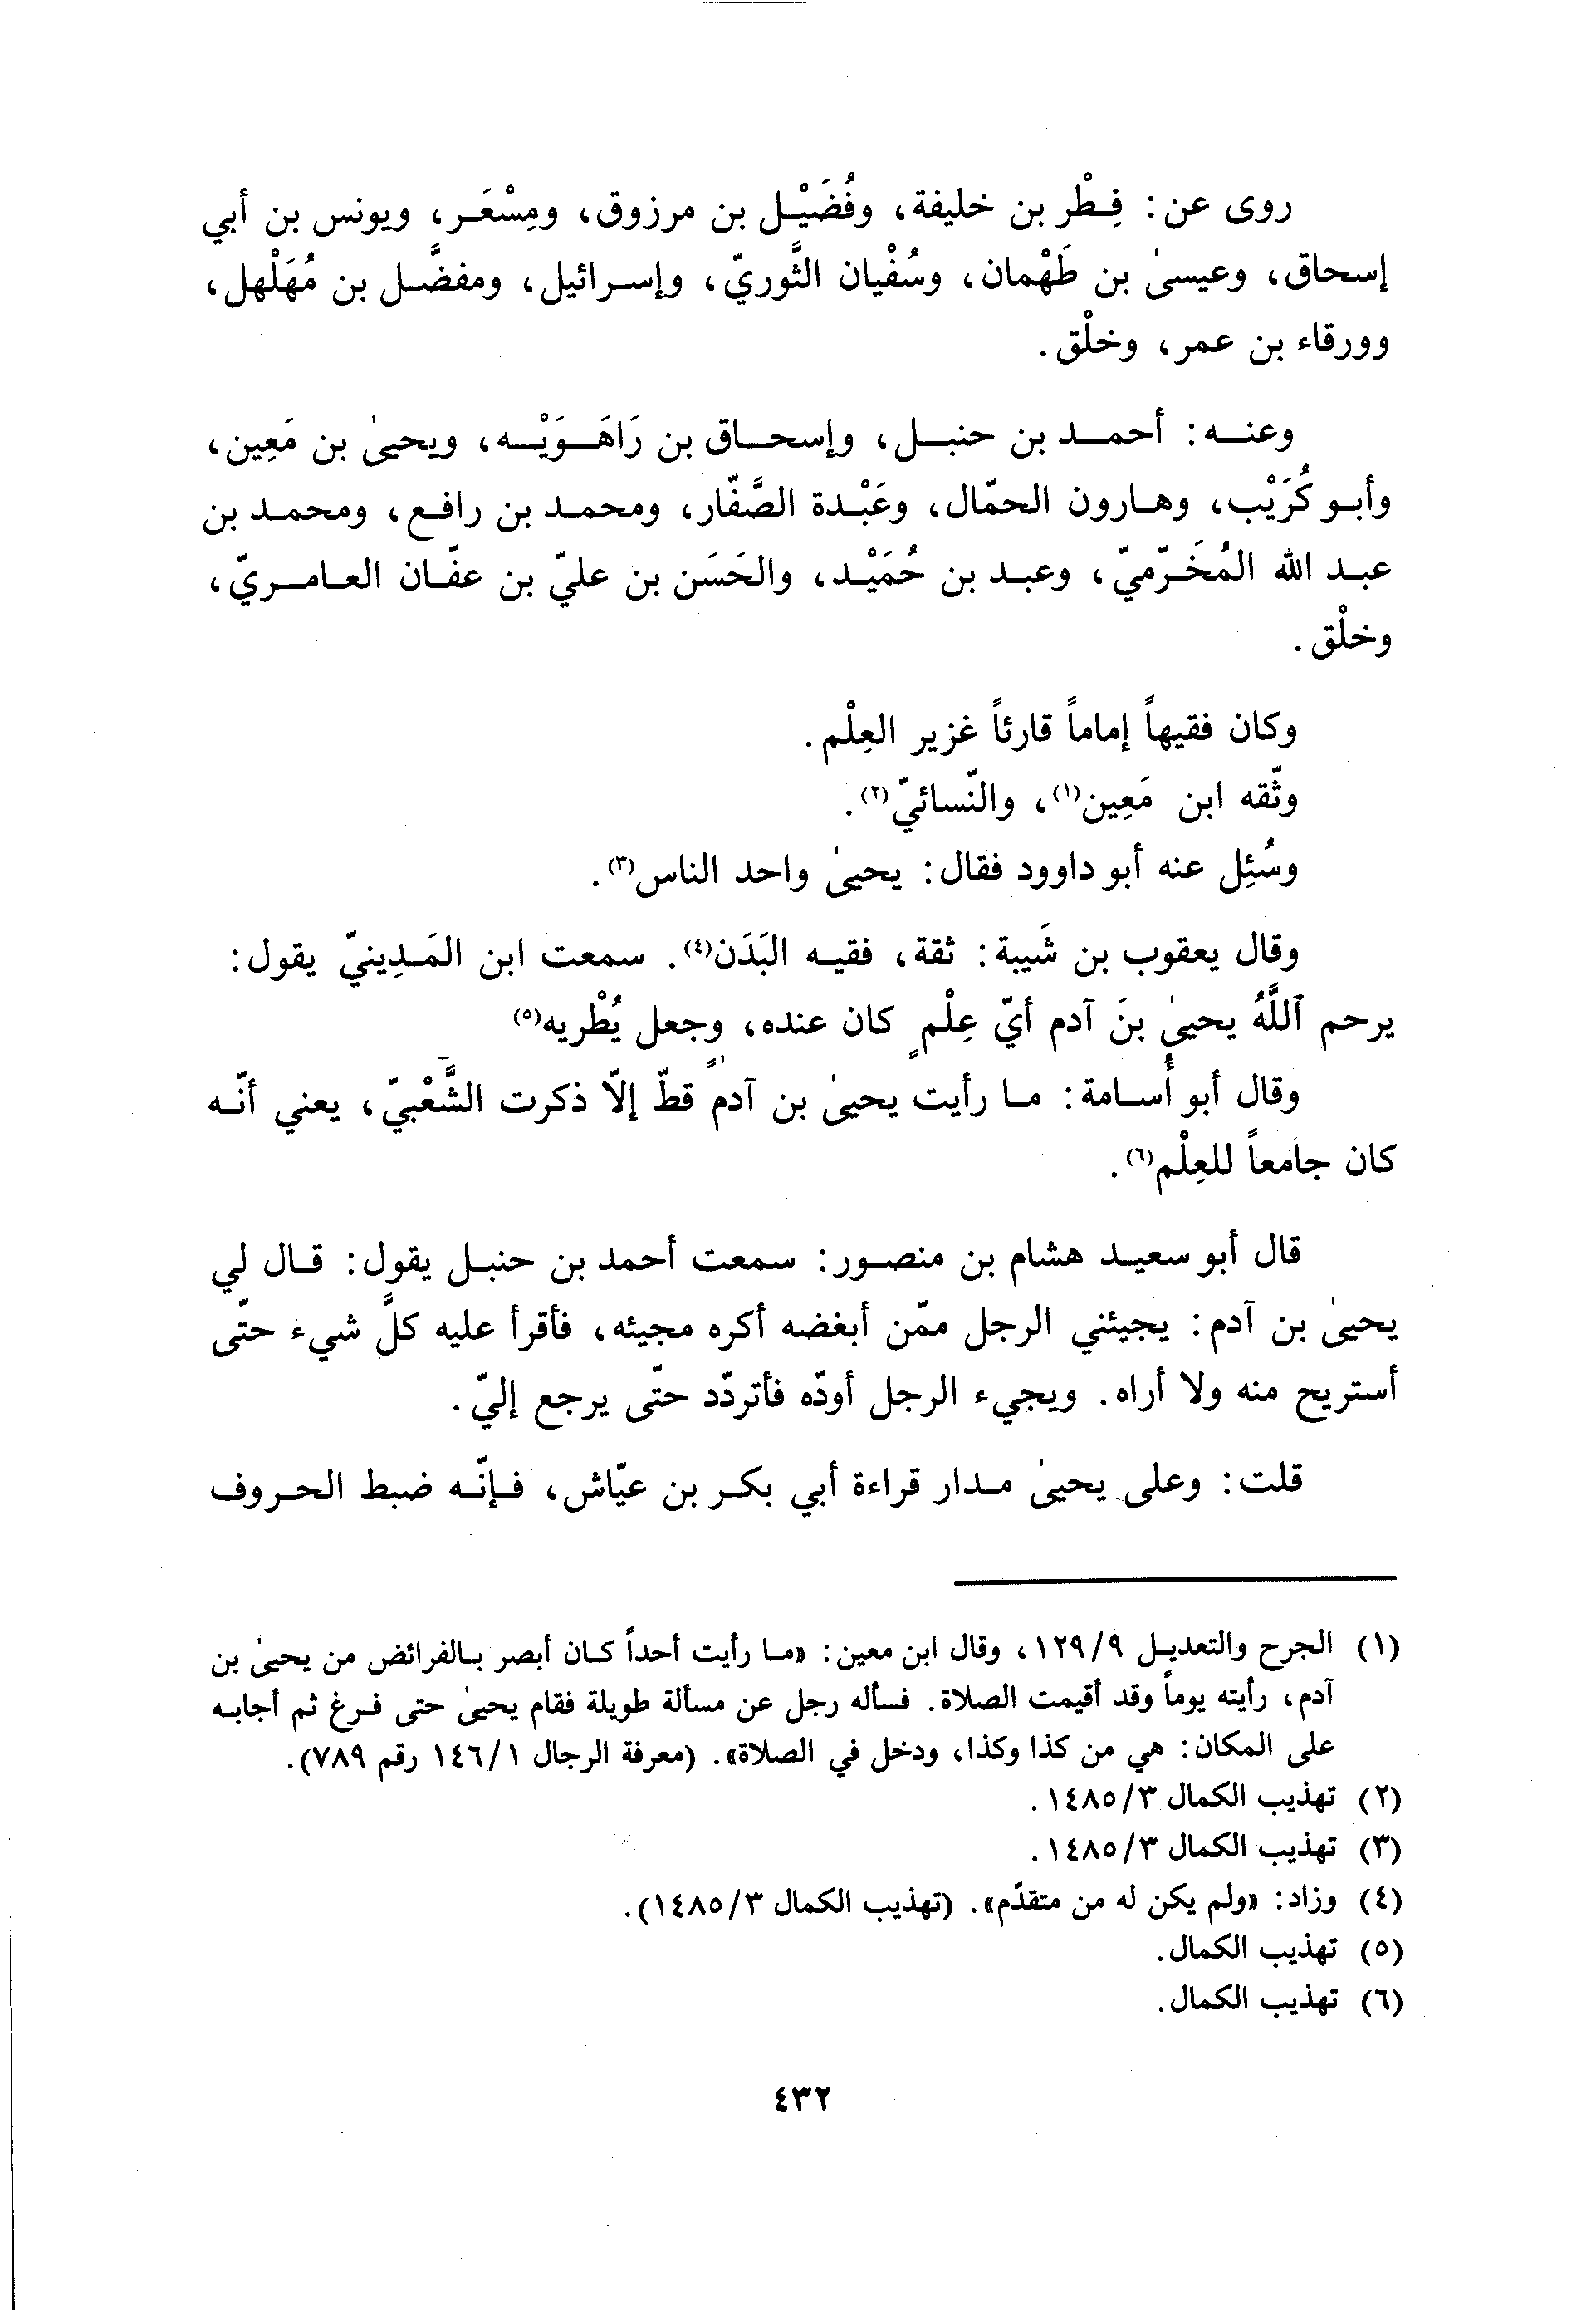 روى عن: فِطْر بن خليفة، وفُضَيْل بن مرزوق، ومِسْعَر، ويونس بن أبي
إسحاق، وعيسىٰ بن طَهْمان، وسُفْيان الثَّوريّ، وإسرائيل، ومفضَّل بن مُهَلْهل،
وورقاء بن عمر، وخلْق.
وعنه: أحمد بن حنبل، وإسحاق بن رَاهَوَيْه، ويحيىٰ بن مَعِين،
وأبو كُرَيْب، وهارون الحمّال، وعَبْدة الصَّفّار، ومحمد بن رافع، ومحمد بن
عبد الله المُخَرّميّ، وعبد بن حُمَيْد، والحَسَن بن عليّ بن عفّان العامريّ،
وخلْق.
وكان فقيهاً إماماً قارئاً غزير العِلْم.
وثّقه ابن مَعِين(١)، والنّسائيّ(٢).
وسُئِل عنه أبو داوود فقال: يحيىٰ واحد الناس(٣).
وقال يعقوب بن شَيبة: ثقة، فقيه البَدَن(٤). سمعت ابن المَدِينيّ يقول:
يرحم ٱللَّهُ يحيىٰ بنَ آدم أيّ عِلْمٍ كان عنده، وجعل يُطْريه(٥)
وقال أبو أُسامة: ما رأيت يحيىٰ بن آدم قطّ إلّا ذكرت الشَّعْبيّ، يعني أنّه
كان جامعاً للعِلْم(٦).
قال أبو سعيد هشام بن منصور: سمعت أحمد بن حنبل يقول: قال لي
يحيىٰ بن آدم: يجيئني الرجل ممّن أبغضه أكره مجيئه، فأقرأ عليه كلَّ شيء حتّى
أستريح منه ولا أراه. ويجيء الرجل أودّه فأتردّد حتّى يرجع إليّ.
قلت: وعلى يحيىٰ مدار قراءة أبي بكر بن عيّاش، فإنّه ضبط الحروف
(١) الجرح والتعديل ١٢٩/٩، وقال ابن معين: «ما رأيت أحداً كان أبصر بالفرائض من يحيىٰ بن
آدم، رأيته يوماً وقد أقيمت الصلاة. فسأله رجل عن مسألة طويلة فقام يحيىٰ حتى فرغ ثم أجابه
على المكان: هي من كذا وكذا، ودخل في الصلاة». (معرفة الرجال ١٤٦/١ رقم ٧٨٩).
(٢) تهذيب الكمال ١٤٨٥/٣.
(٣) تهذيب الكمال ١٤٨٥/٣.
(٤) وزاد: «ولم يكن له من متقدّم». (تهذيب الكمال ١٤٨٥/٣).
(٥) تهذيب الكمال.
(٦) تهذيب الكمال.
٤٣٢